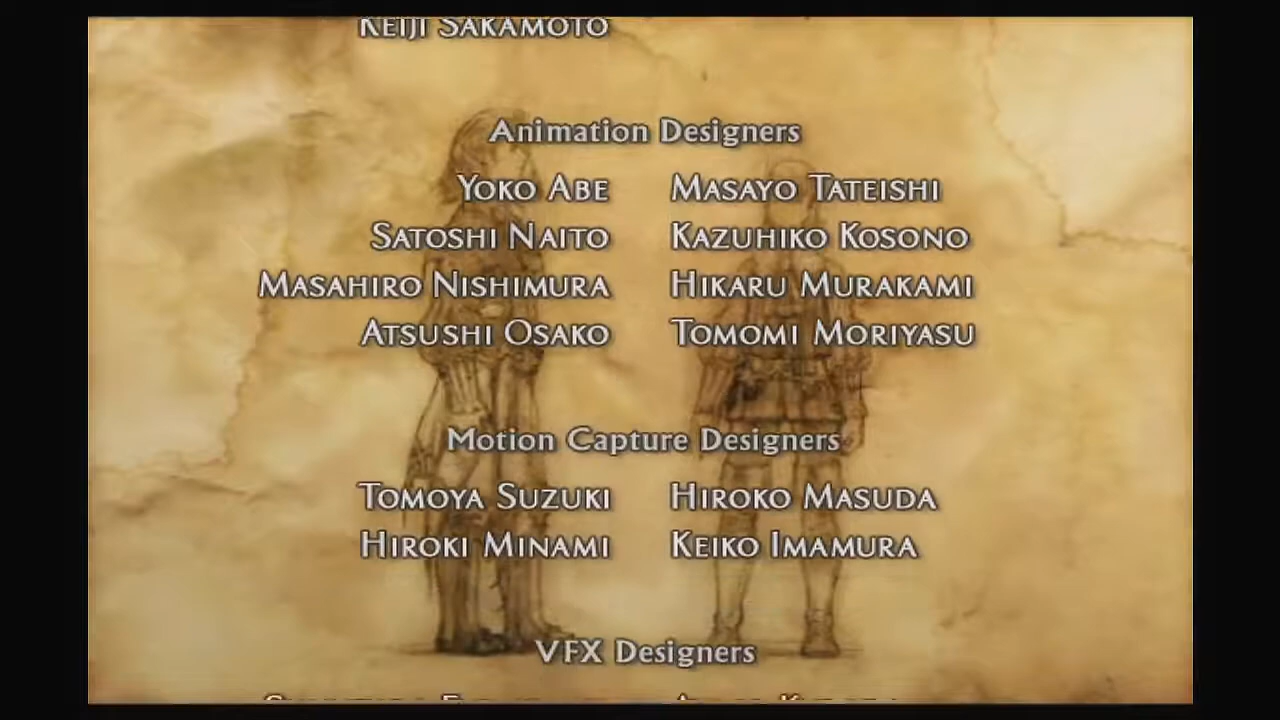 KEIJI SAKAMOTO
Animation Designers
YOKO ABE MASAYO TATEISHI
SATOSHI NAITO KAZUHIKO KOSONO
MASAHIRO NISHIMURA HIKARU MURAKAMI
ATSUSHI OSAKO TOMOMI MORIYASU
Motion Capture Designers
TOMOYA SUZUKI HIROKO MASUDA
HIROKI MINAMI KEIKO IMAMURA
VFX Designers